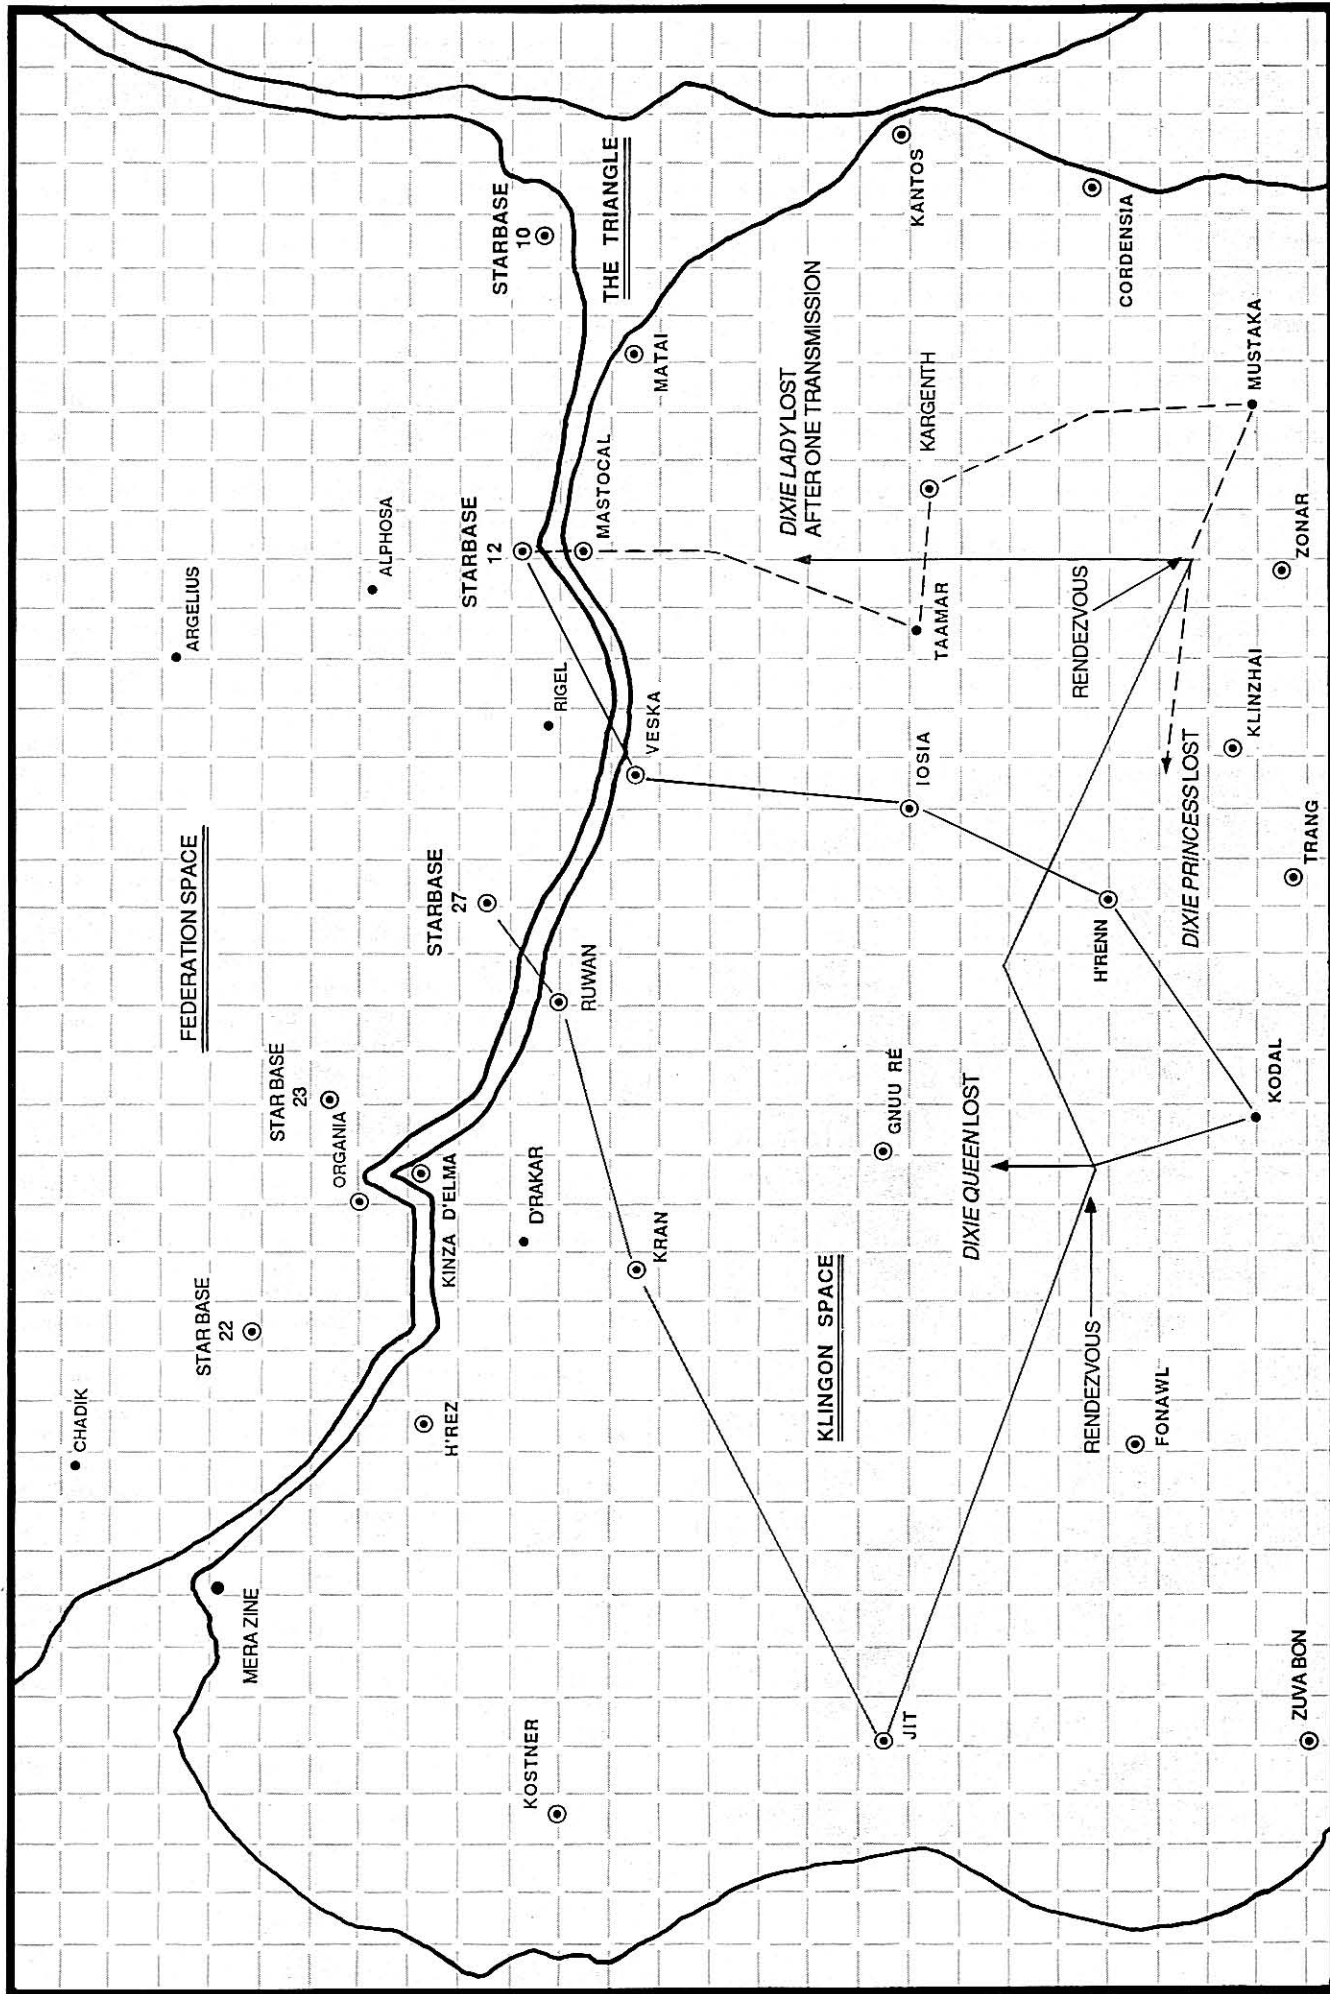 CHADIK
MERA ZINE
STAR BASE
22
STAR BASE
23
ORGANIA
FEDERATION SPACE
ARGELIUS
ALPHOSA
H'REZ
KINZA D'ELMA
D'RAKAR
STARBASE
27
RUWAN
RIGEL
STARBASE
12
MASTOCAL
STARBASE
10
THE TRIANGLE
MATAI
KOSTNER
KRAN
VESKA
JIT
KLINGON SPACE
GNUU RÉ
IOSIA
TAAMAR
KARGENTH
DIXIE LADY LOST
AFTER ONE TRANSMISSION
KANTOS
CORDENSIA
DIXIE QUEEN LOST
RENDEZVOUS
FONAWL
H'RENN
RENDEZVOUS
DIXIE PRINCESS LOST
KODAL
KLINZHAI
MUSTAKA
ZUVA BON
TRANG
ZONAR